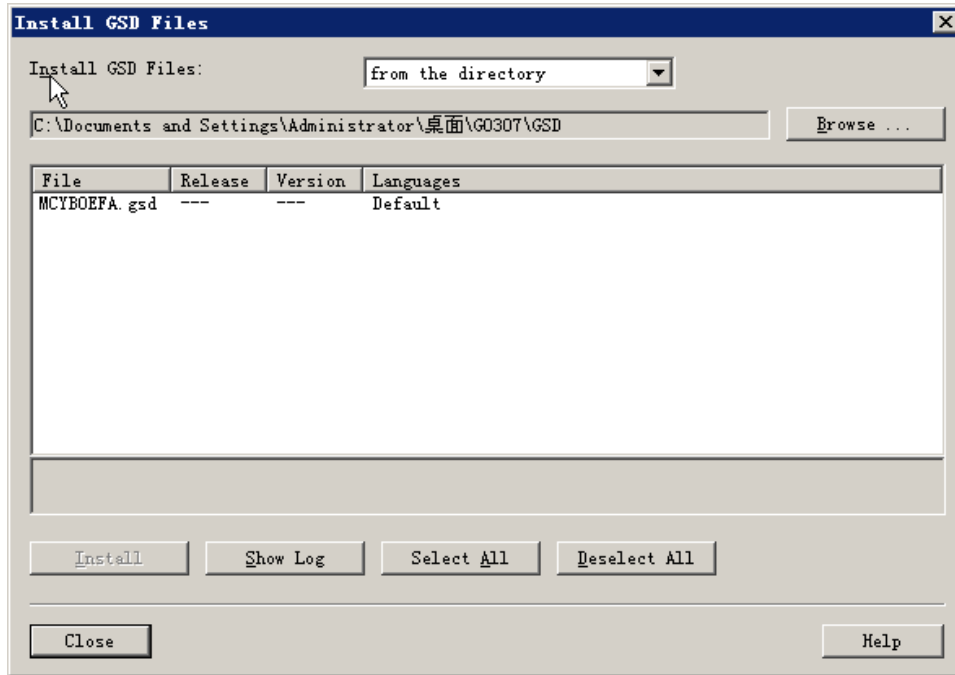 Install GSD Files
Install GSD Files: from the directory
C:\Documents and Settings\Administrator\桌面\G0307\GSD Browse ...
File Release Version Languages
MCYBOEFA.gsd --- --- Default
Install Show Log Select All Deselect All
Close Help